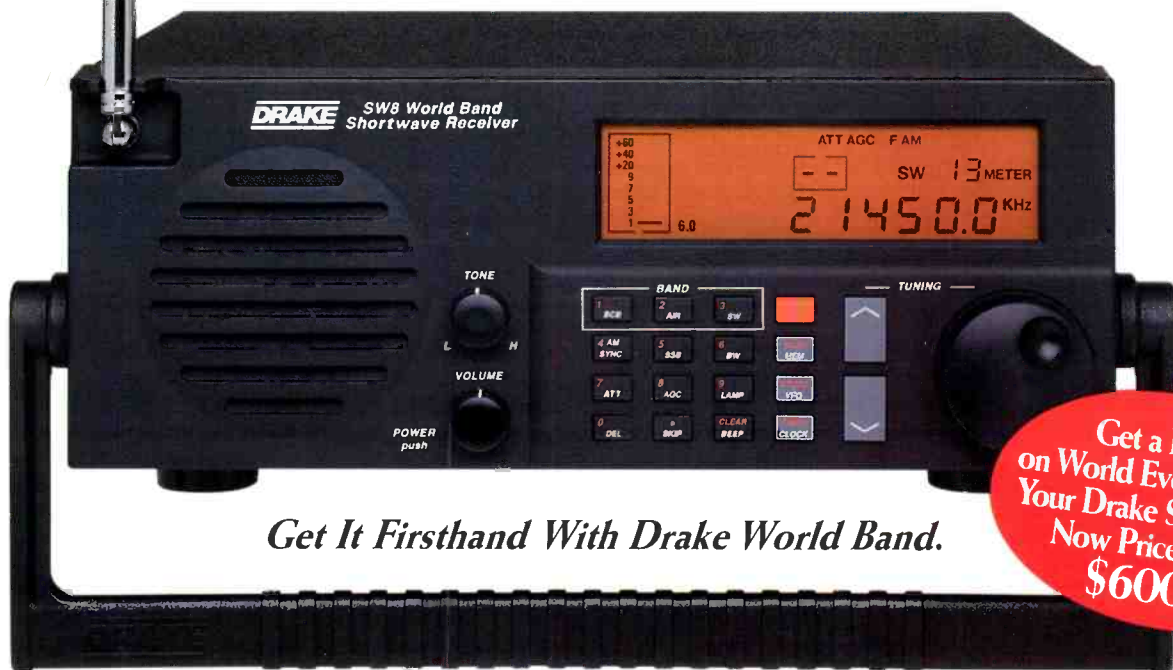 DRAKE SW8 World Band
Shortwave Receiver
+60
+40
+20
9
7
5
3
1
6.0
ATT AGC F AM
--
SW 13 METER
21450.0 KHz
TONE
L H
VOLUME
POWER
push
BAND
1 BCB
2 AIR
3 SW
4 AM SYNC
5 SSB
6 BW
MEM
7 ATT
8 AGC
9 LAMP
VFO
0 DEL
SKIP
CLEAR BEEP
CLOCK
TUNING
Get It Firsthand With Drake World Band.
Get a
on World
Your Drake
Now
$600